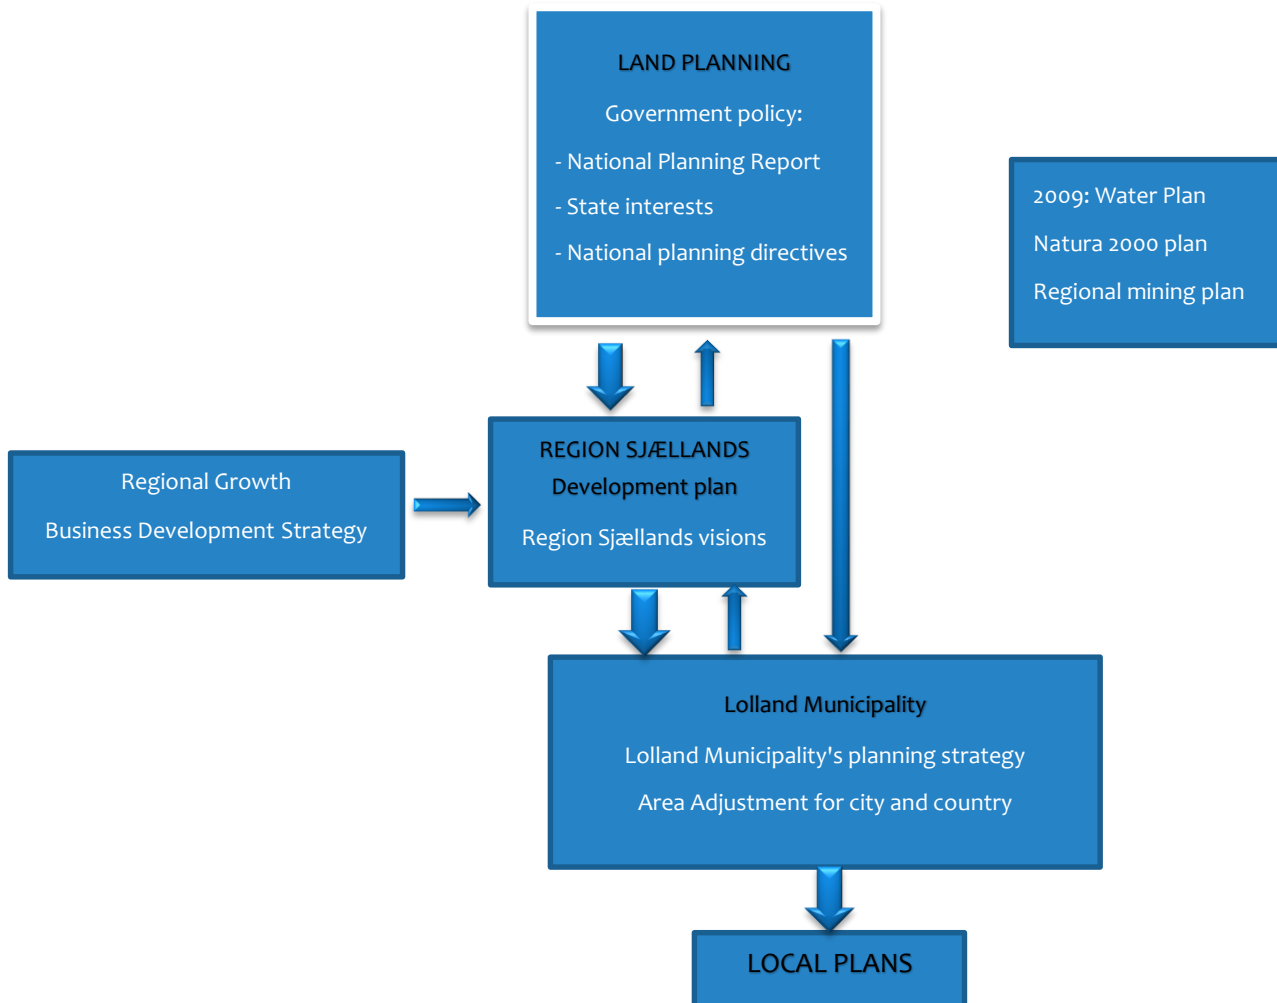 LAND PLANNING
Government policy:
- National Planning Report
- State interests
- National planning directives
2009: Water Plan
Natura 2000 plan
Regional mining plan
Regional Growth
Business Development Strategy
REGION SJÆLLANDS
Development plan
Region Sjællands visions
Lolland Municipality
Lolland Municipality's planning strategy
Area Adjustment for city and country
LOCAL PLANS